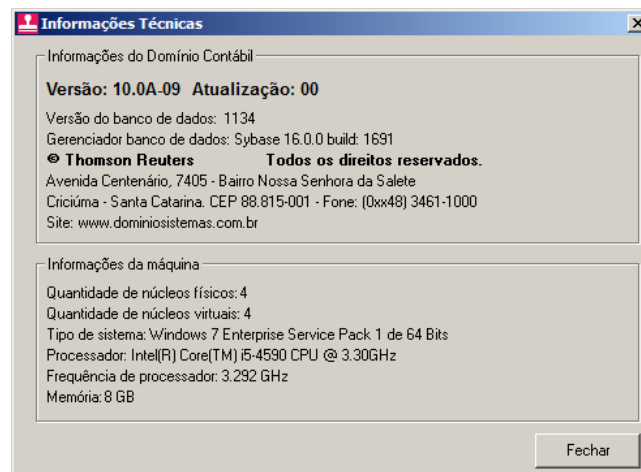 Informações Técnicas
Informações do Domínio Contábil
Versão: 10.0A-09 Atualização: 00
Versão do banco de dados: 1134
Gerenciador banco de dados: Sybase 16.0.0 build: 1691
© Thomson Reuters Todos os direitos reservados.
Avenida Centenário, 7405 - Bairro Nossa Senhora da Salete
Criciúma - Santa Catarina. CEP 88.815-001 - Fone: (0xx48) 3461-1000
Site: www.dominiosistemas.com.br
Informações da máquina
Quantidade de núcleos físicos: 4
Quantidade de núcleos virtuais: 4
Tipo de sistema: Windows 7 Enterprise Service Pack 1 de 64 Bits
Processador: Intel(R) Core(TM) i5-4590 CPU @ 3.30GHz
Frequência de processador: 3.292 GHz
Memória: 8 GB
Fechar